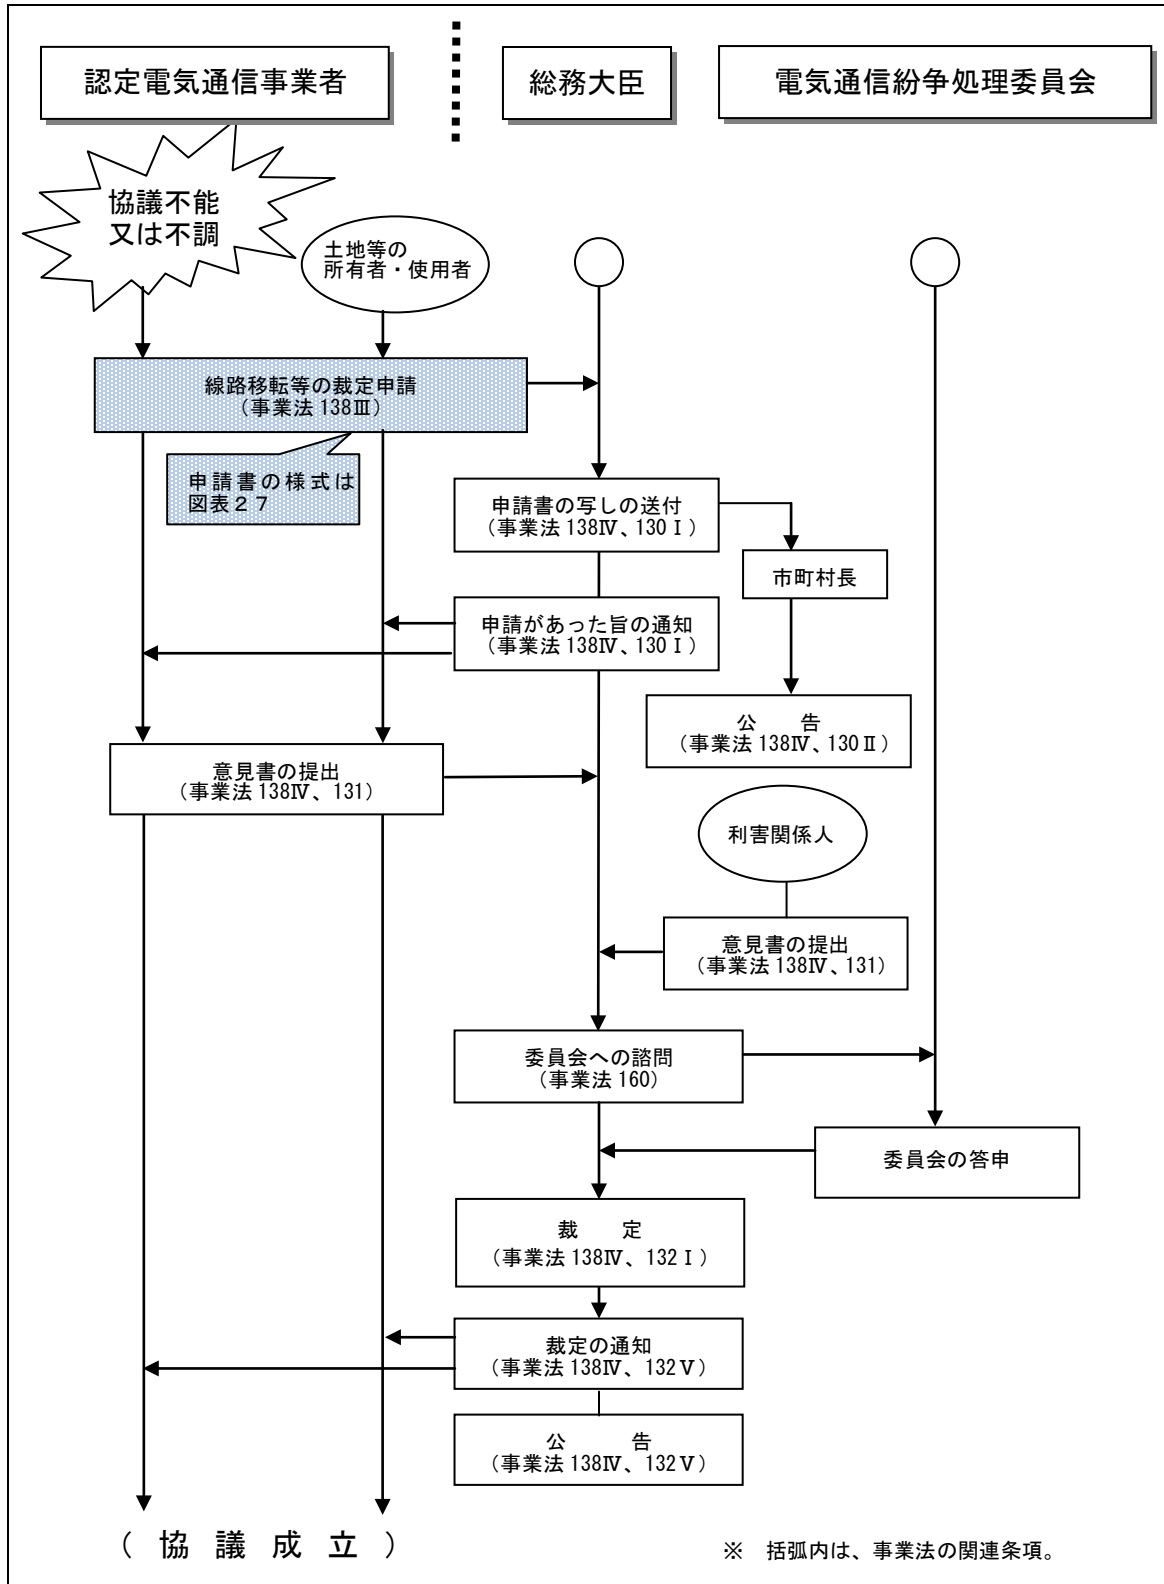 認定電気通信事業者
総務大臣
電気通信紛争処理委員会
協議不能
又は不調
土地等の
所有者・使用者
線路移転等の裁定申請
（事業法 138Ⅲ）
申請書の様式は
図表２７
申請書の写しの送付
（事業法 138Ⅳ、130Ⅰ）
市町村長
申請があった旨の通知
（事業法 138Ⅳ、130Ⅰ）
公　　告
（事業法 138Ⅳ、130Ⅱ）
意見書の提出
（事業法 138Ⅳ、131）
利害関係人
意見書の提出
（事業法 138Ⅳ、131）
委員会への諮問
（事業法 160）
委員会の答申
裁　　定
（事業法 138Ⅳ、132Ⅰ）
裁定の通知
（事業法 138Ⅳ、132Ⅴ）
公　　　告
（事業法 138Ⅳ、132Ⅴ）
（ 協 議 成 立 ）
※　括弧内は、事業法の関連条項。